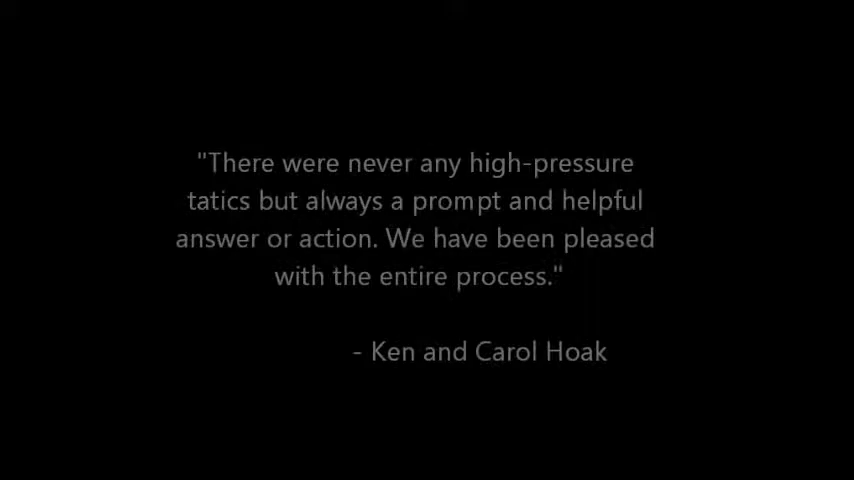 "There were never any high-pressure
tatics but always a prompt and helpful
answer or action. We have been pleased
with the entire process."
- Ken and Carol Hoak